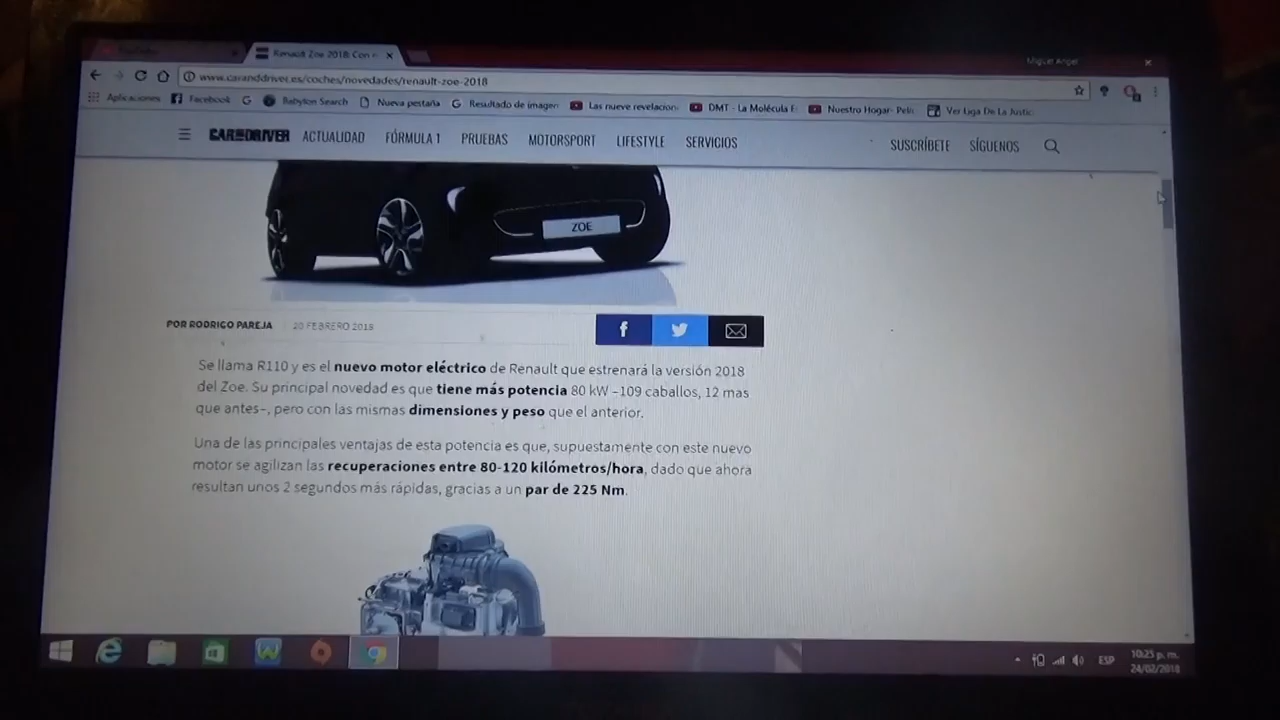 Renault Zoe 2018: Con
Miguel Angel
www.caranddriver.es/coches/novedades/renault-zoe-2018
Aplicaciones Facebook Babylon Search Nueva pestaña Resultado de imagen Las nueve revelacion DMT - La Molécula E Nuestro Hogar- Pelí Ver Liga De La Justic
CAR AND DRIVER ACTUALIDAD FÓRMULA 1 PRUEBAS MOTORSPORT LIFESTYLE SERVICIOS SUSCRÍBETE SÍGUENOS
ZOE
POR RODRIGO PAREJA 20 FEBRERO 2018
Se llama R110 y es el nuevo motor eléctrico de Renault que estrenará la versión 2018
del Zoe. Su principal novedad es que tiene más potencia 80 kW –109 caballos, 12 mas
que antes–, pero con las mismas dimensiones y peso que el anterior.
Una de las principales ventajas de esta potencia es que, supuestamente con este nuevo
motor se agilizan las recuperaciones entre 80-120 kilómetros/hora, dado que ahora
resultan unos 2 segundos más rápidas, gracias a un par de 225 Nm.
ESP
10:25 p. m.
24/02/2018